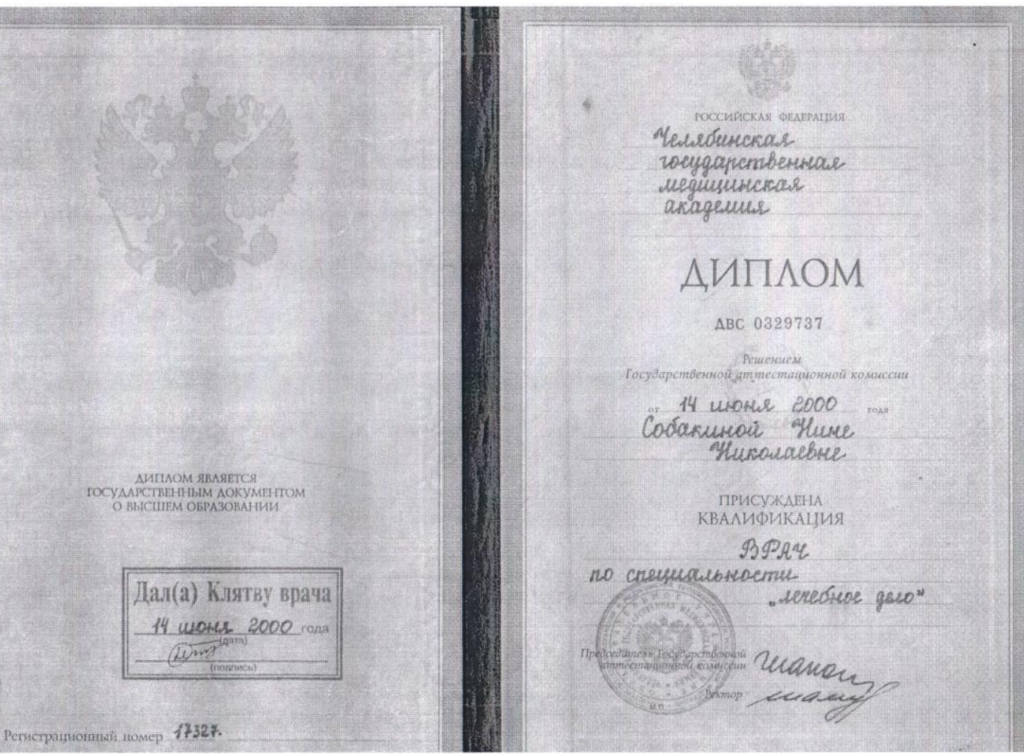 ДИПЛОМ ЯВЛЯЕТСЯ
ГОСУДАРСТВЕННЫМ ДОКУМЕНТОМ
О ВЫСШЕМ ОБРАЗОВАНИИ
Дал(а) Клятву врача
14 июня 2000 года
(дата)
(подпись)
Регистрационный номер 17327.
РОССИЙСКАЯ ФЕДЕРАЦИЯ
Челябинская
государственная
медицинская
академия
ДИПЛОМ
ДВС 0329737
Решением
Государственной аттестационной комиссии
от 14 июня 2000 года
Собакиной Нине
Николаевне
ПРИСУЖДЕНА
КВАЛИФИКАЦИЯ
ВРАЧ
по специальности
„лечебное дело"
Председатель Государственной
аттестационной комиссии
Ректор